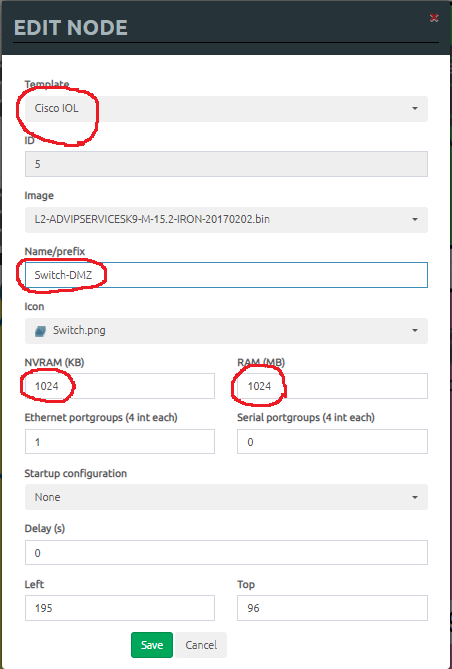 EDIT NODE
Template
Cisco IOL
ID
5
Image
L2-ADVIPSERVICESK9-M-15.2-IRON-20170202.bin
Name/prefix
Switch-DMZ
Icon
Switch.png
NVRAM (KB) RAM (MB)
1024 1024
Ethernet portgroups (4 int each) Serial portgroups (4 int each)
1 0
Startup configuration
None
Delay (s)
0
Left Top
195 96
Save Cancel